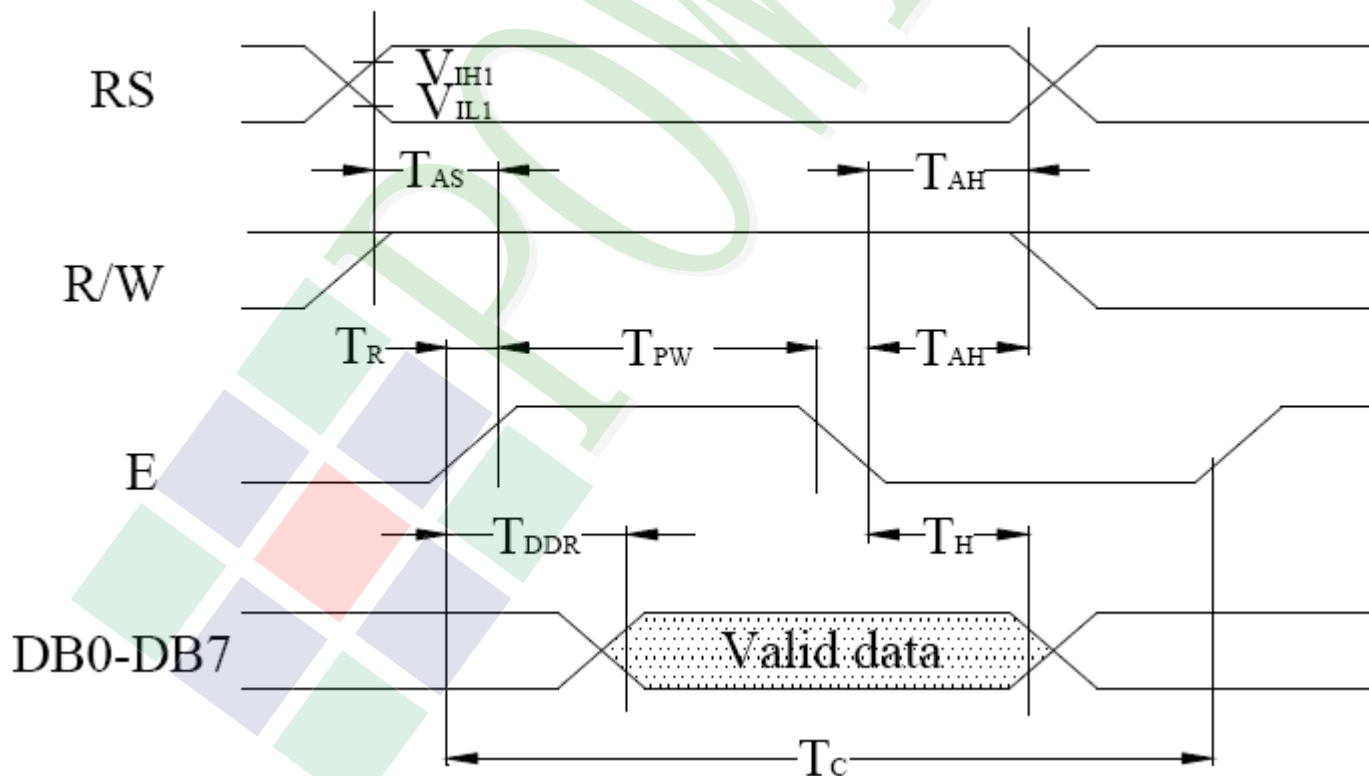 RS
VIH1
VIL1
TAS
TAH
R/W
TR
TPW
TAH
E
TDDR
TH
DB0-DB7
Valid data
TC